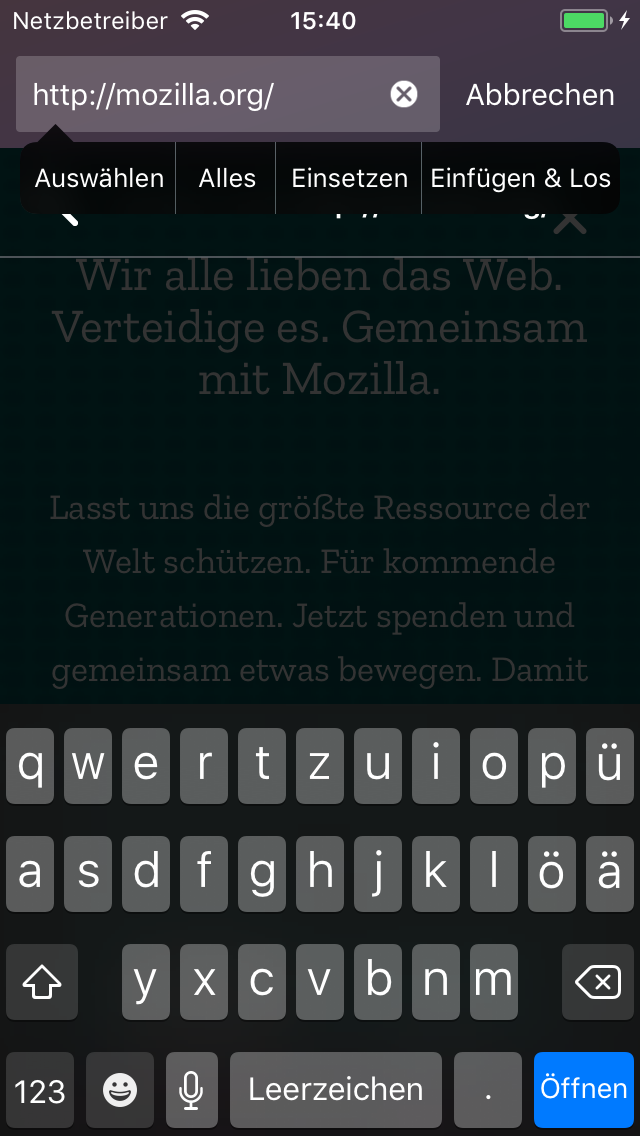 Netzbetreiber 15:40
http://mozilla.org/ Abbrechen
Auswählen Alles Einsetzen Einfügen & Los
Wir alle lieben das Web.
Verteidige es. Gemeinsam
mit Mozilla.
Lasst uns die größte Ressource der
Welt schützen. Für kommende
Generationen. Jetzt spenden und
gemeinsam etwas bewegen. Damit
q w e r t z u i o p ü
a s d f g h j k l ö ä
y x c v b n m
123 Leerzeichen . Öffnen